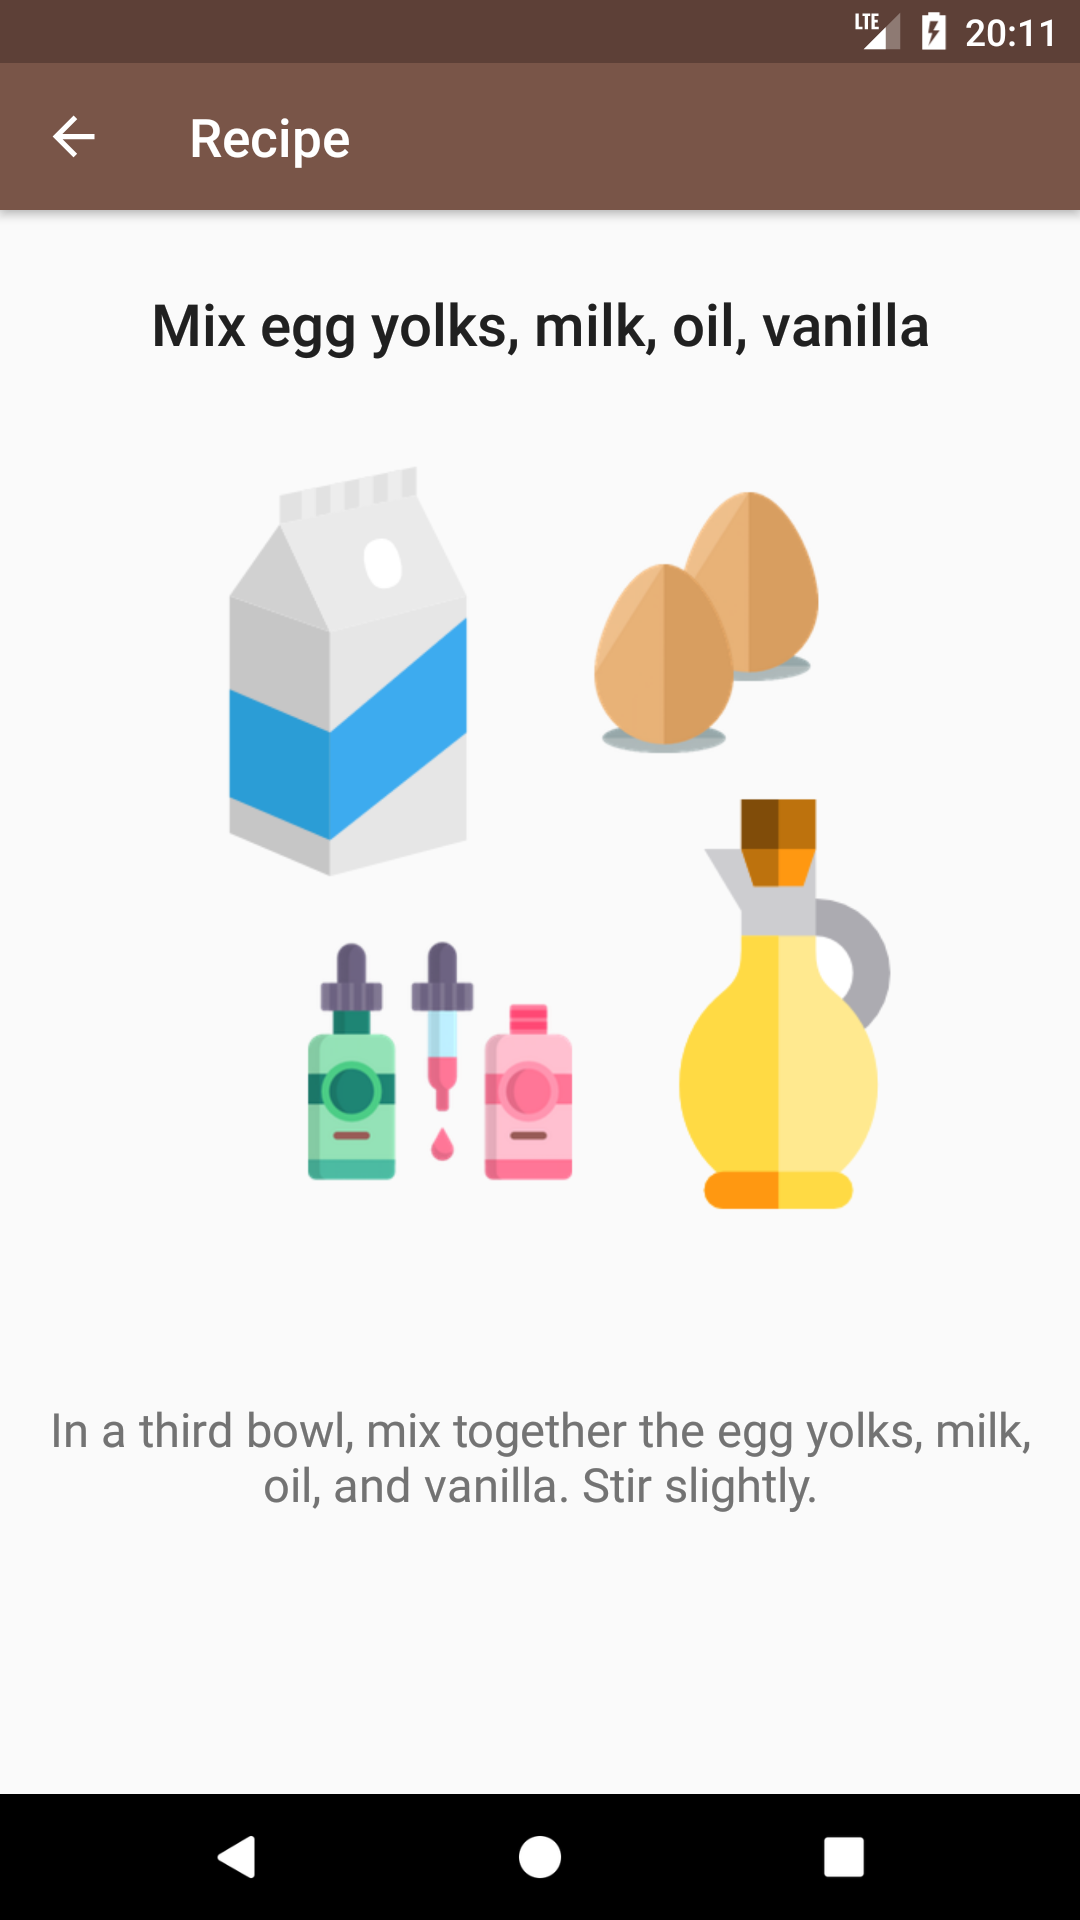 LTE 20:11
Recipe
Mix egg yolks, milk, oil, vanilla
In a third bowl, mix together the egg yolks, milk,
oil, and vanilla. Stir slightly.